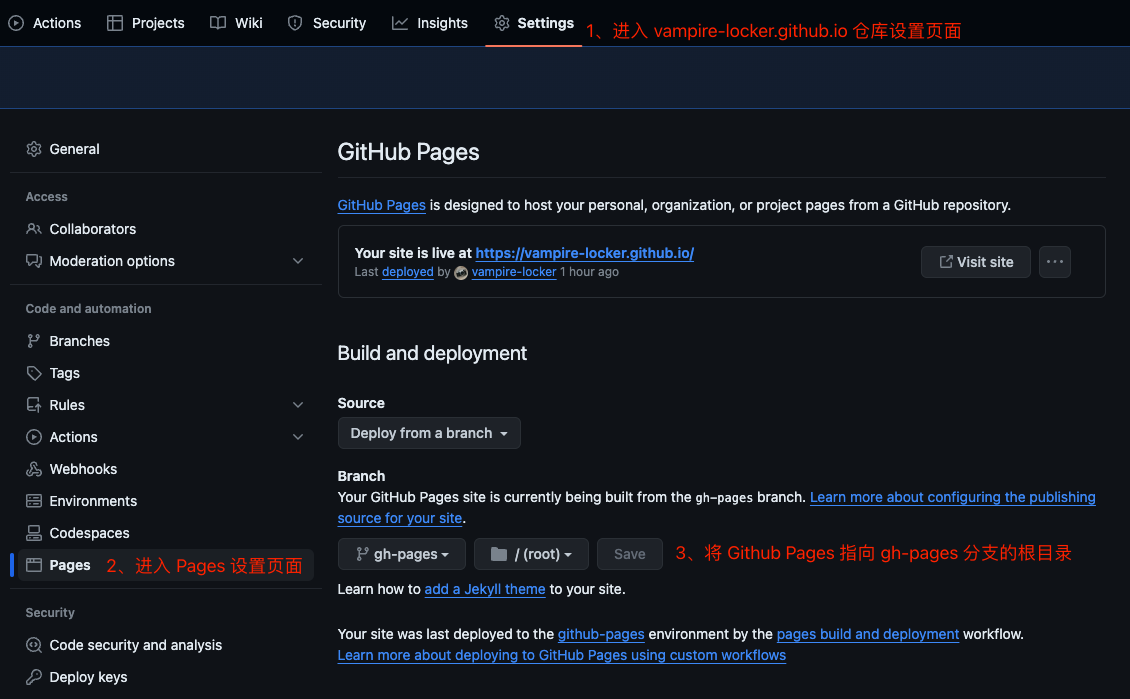 Actions Projects Wiki Security Insights Settings 1、进入 vampire-locker.github.io 仓库设置页面
General
Access
Collaborators
Moderation options
Code and automation
Branches
Tags
Rules
Actions
Webhooks
Environments
Codespaces
Pages 2、进入 Pages 设置页面
Security
Code security and analysis
Deploy keys
GitHub Pages
GitHub Pages is designed to host your personal, organization, or project pages from a GitHub repository.
Your site is live at https://vampire-locker.github.io/
Last deployed by vampire-locker 1 hour ago
Visit site ...
Build and deployment
Source
Deploy from a branch
Branch
Your GitHub Pages site is currently being built from the gh-pages branch. Learn more about configuring the publishing
source for your site.
gh-pages / (root) Save 3、将 Github Pages 指向 gh-pages 分支的根目录
Learn how to add a Jekyll theme to your site.
Your site was last deployed to the github-pages environment by the pages build and deployment workflow.
Learn more about deploying to GitHub Pages using custom workflows